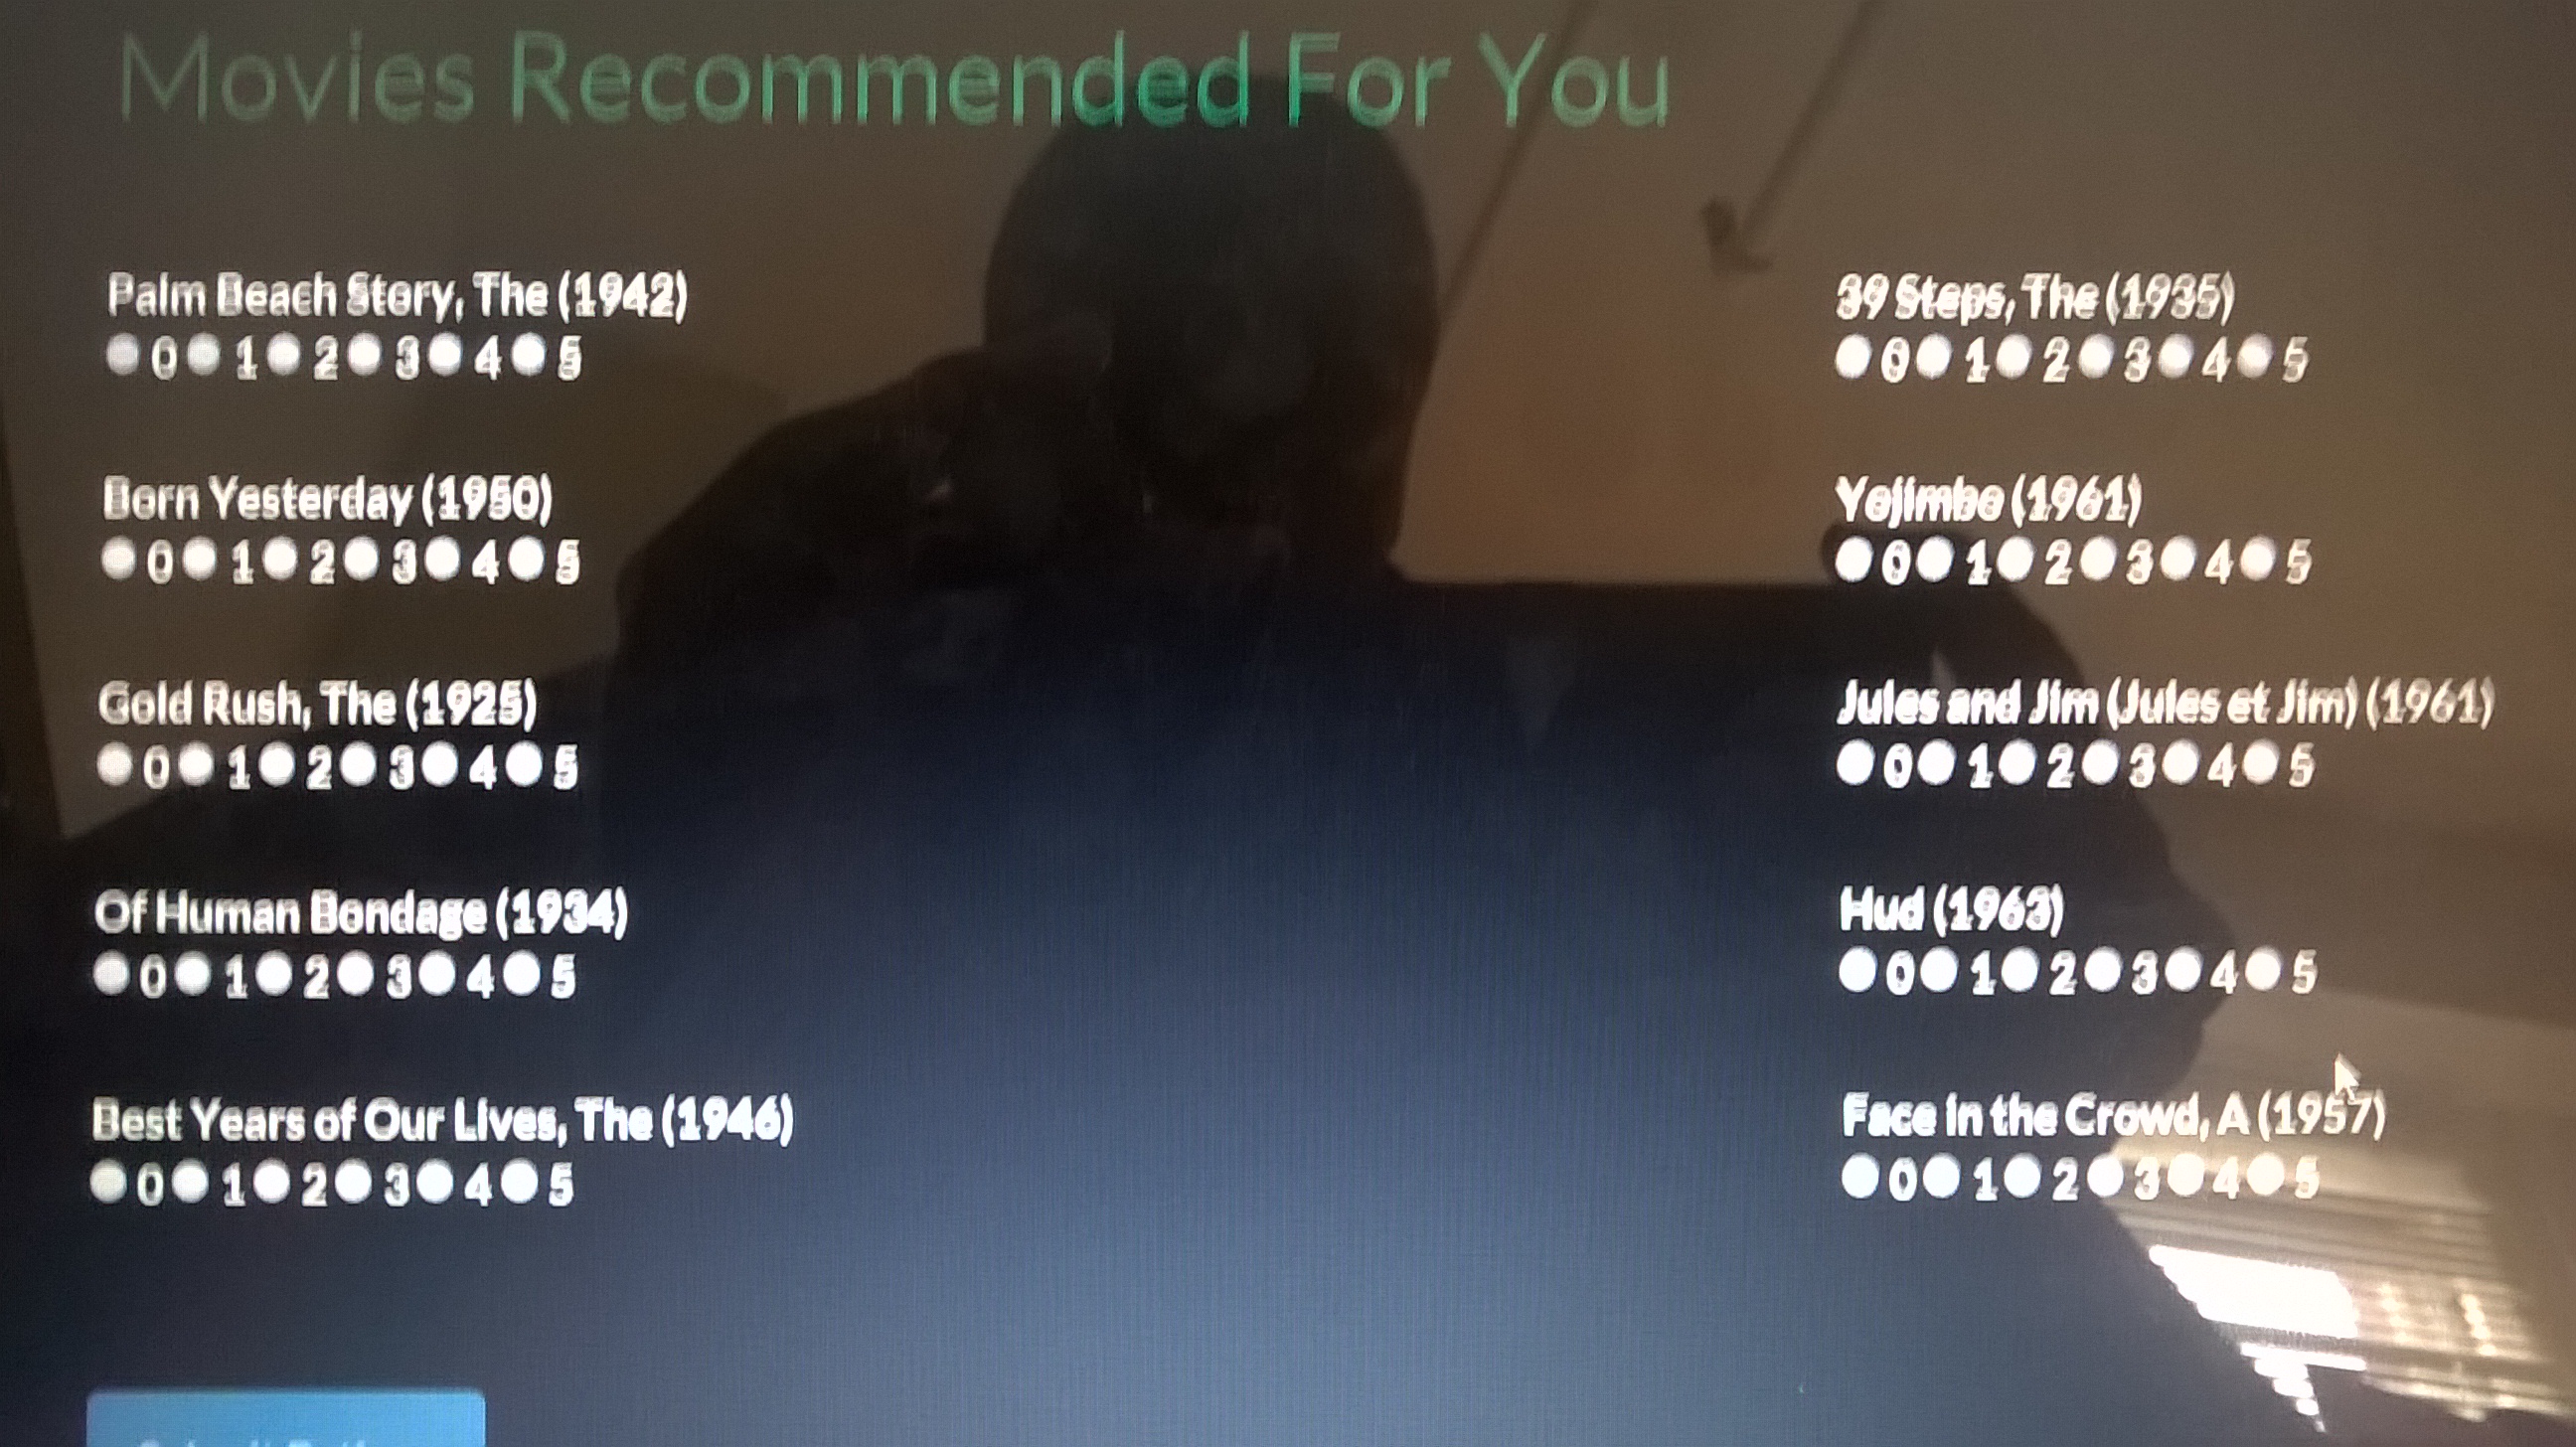 Movies Recommended For You
Palm Beach Story, The (1942)
0 1 2 3 4 5
Born Yesterday (1950)
0 1 2 3 4 5
Gold Rush, The (1925)
0 1 2 3 4 5
Of Human Bondage (1934)
0 1 2 3 4 5
Best Years of Our Lives, The (1946)
0 1 2 3 4 5
39 Steps, The (1935)
0 1 2 3 4 5
Yojimbo (1961)
0 1 2 3 4 5
Jules and Jim (Jules et Jim) (1961)
0 1 2 3 4 5
Hud (1963)
0 1 2 3 4 5
Face in the Crowd, A (1957)
0 1 2 3 4 5